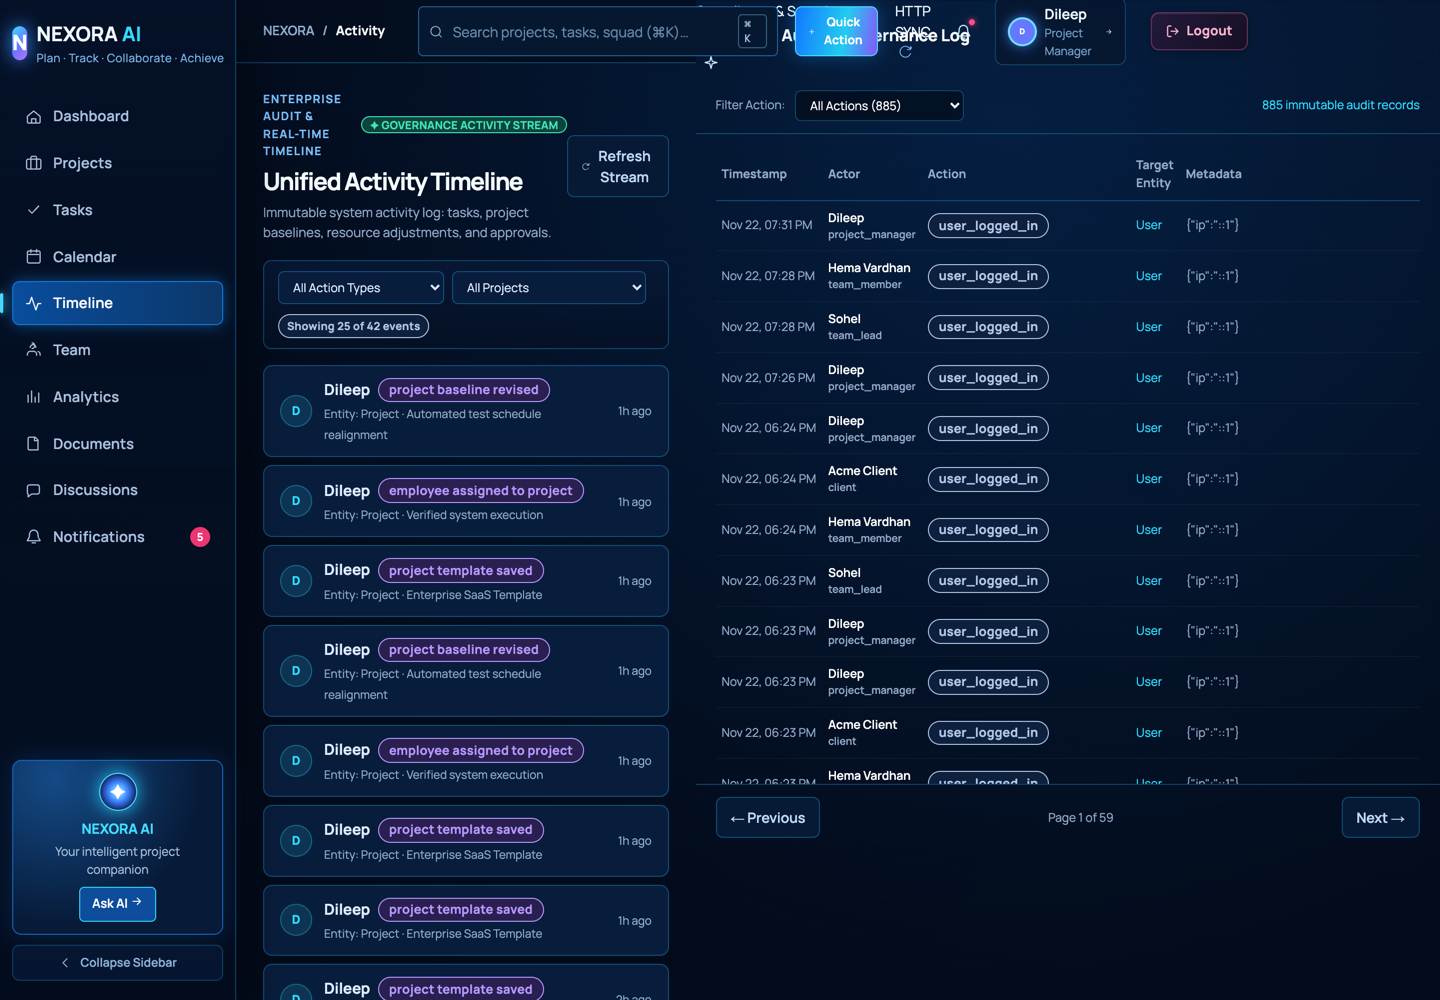 N NEXORA AI
Plan · Track · Collaborate · Achieve
Dashboard
Projects
Tasks
Calendar
Timeline
Team
Analytics
Documents
Discussions
Notifications 5
NEXORA AI
Your intelligent project
companion
Ask AI →
Collapse Sidebar
NEXORA / Activity
Search projects, tasks, squad (⌘K)...
⌘
K
Quick
Action
HTTP
SYNC
D
Dileep
Project
Manager
→
Logout
ENTERPRISE
AUDIT &
REAL-TIME
TIMELINE
✦ GOVERNANCE ACTIVITY STREAM
Unified Activity Timeline
Immutable system activity log: tasks, project
baselines, resource adjustments, and approvals.
Refresh
Stream
All Action Types
All Projects
Showing 25 of 42 events
D Dileep project baseline revised
Entity: Project · Automated test schedule
realignment
1h ago
D Dileep employee assigned to project
Entity: Project · Verified system execution
1h ago
D Dileep project template saved
Entity: Project · Enterprise SaaS Template
1h ago
D Dileep project baseline revised
Entity: Project · Automated test schedule
realignment
1h ago
D Dileep employee assigned to project
Entity: Project · Verified system execution
1h ago
D Dileep project template saved
Entity: Project · Enterprise SaaS Template
1h ago
D Dileep project template saved
Entity: Project · Enterprise SaaS Template
1h ago
D Dileep project template saved
2h ago
Log
Filter Action: All Actions (885)
885 immutable audit records
Timestamp Actor Action Target Entity Metadata
Nov 22, 07:31 PM Dileep project_manager user_logged_in User {"ip":"::1"}
Nov 22, 07:28 PM Hema Vardhan team_member user_logged_in User {"ip":"::1"}
Nov 22, 07:28 PM Sohel team_lead user_logged_in User {"ip":"::1"}
Nov 22, 07:26 PM Dileep project_manager user_logged_in User {"ip":"::1"}
Nov 22, 06:24 PM Dileep project_manager user_logged_in User {"ip":"::1"}
Nov 22, 06:24 PM Acme Client client user_logged_in User {"ip":"::1"}
Nov 22, 06:24 PM Hema Vardhan team_member user_logged_in User {"ip":"::1"}
Nov 22, 06:23 PM Sohel team_lead user_logged_in User {"ip":"::1"}
Nov 22, 06:23 PM Dileep project_manager user_logged_in User {"ip":"::1"}
Nov 22, 06:23 PM Dileep project_manager user_logged_in User {"ip":"::1"}
Nov 22, 06:23 PM Acme Client client user_logged_in User {"ip":"::1"}
Nov 22, 06:23 PM Hema Vardhan user_logged_in User {"ip":"::1"}
← Previous
Page 1 of 59
Next →